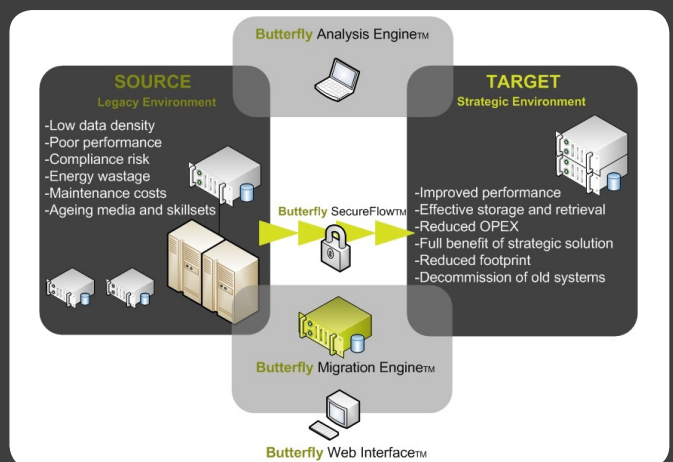 Butterfly Analysis Engine™
SOURCE
Legacy Environment
-Low data density
-Poor performance
-Compliance risk
-Energy wastage
-Maintenance costs
-Ageing media and skillsets
Butterfly SecureFlow™
TARGET
Strategic Environment
-Improved performance
-Effective storage and retrieval
-Reduced OPEX
-Full benefit of strategic solution
-Reduced footprint
-Decommission of old systems
Butterfly Migration Engine™
Butterfly Web Interface™